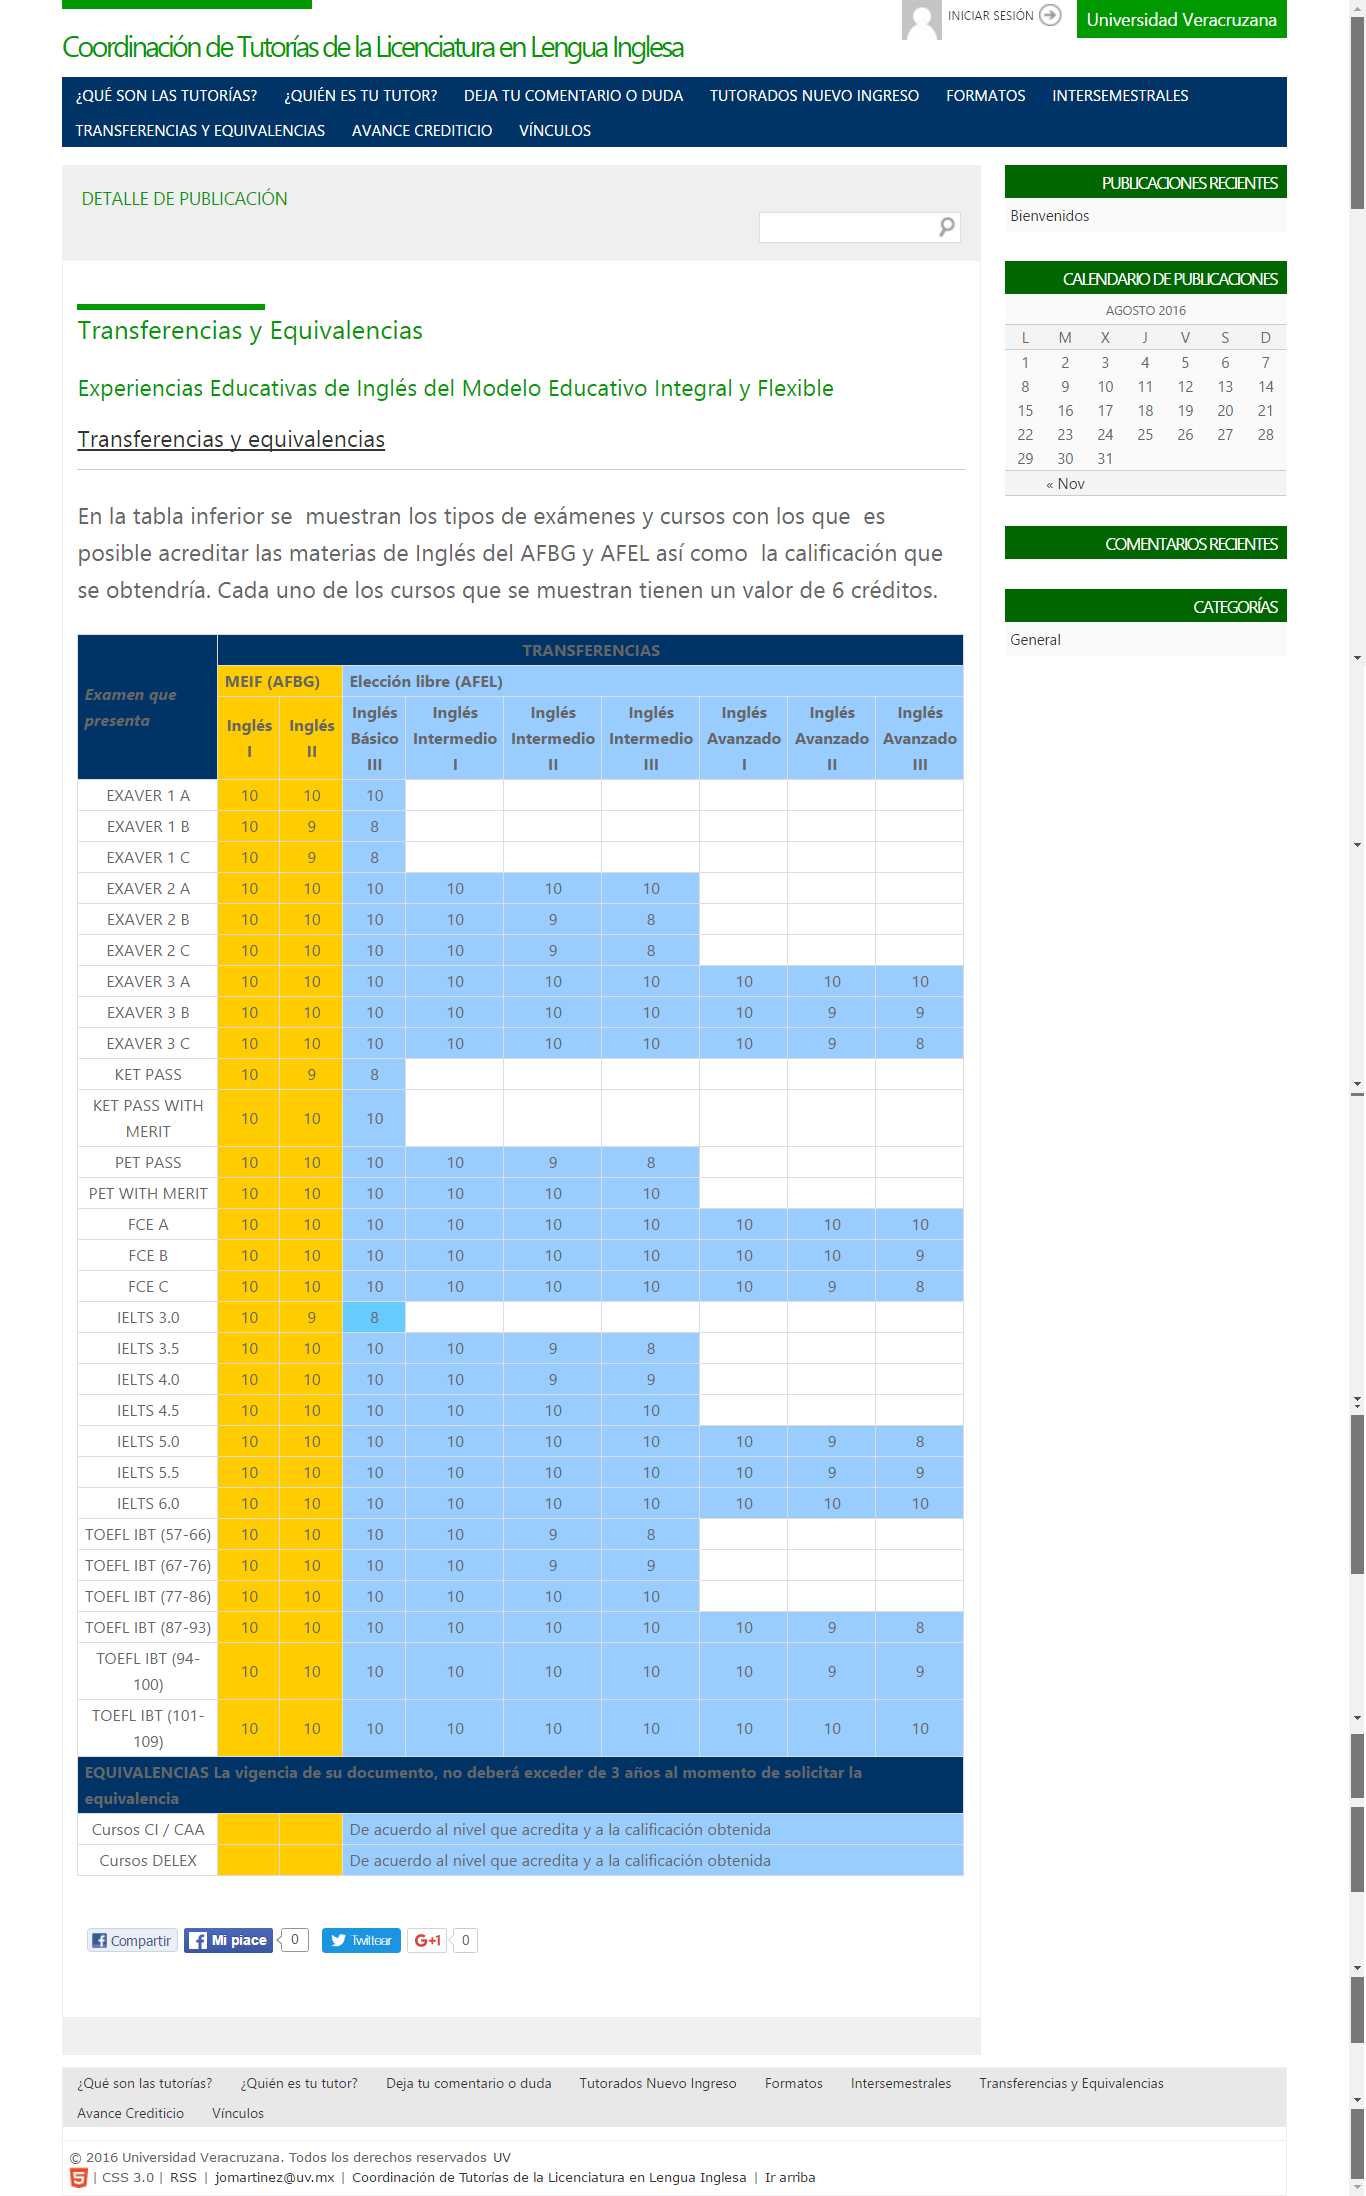 INICIAR SESIÓN
Universidad Veracruzana
Coordinación de Tutorías de la Licenciatura en Lengua Inglesa
¿QUÉ SON LAS TUTORÍAS? ¿QUIÉN ES TU TUTOR? DEJA TU COMENTARIO O DUDA TUTORADOS NUEVO INGRESO FORMATOS INTERSEMESTRALES
TRANSFERENCIAS Y EQUIVALENCIAS AVANCE CREDITICIO VÍNCULOS
DETALLE DE PUBLICACIÓN
Transferencias y Equivalencias
Experiencias Educativas de Inglés del Modelo Educativo Integral y Flexible
Transferencias y equivalencias
En la tabla inferior se muestran los tipos de exámenes y cursos con los que es
posible acreditar las materias de Inglés del AFBG y AFEL así como la calificación que
se obtendría. Cada uno de los cursos que se muestran tienen un valor de 6 créditos.
Examen que
presenta
TRANSFERENCIAS
MEIF (AFBG) Elección libre (AFEL)
Inglés Inglés Inglés Inglés Inglés Inglés Inglés Inglés Inglés
I II Básico Intermedio Intermedio Intermedio Avanzado Avanzado Avanzado
III I II III I II III
EXAVER 1 A 10 10 10
EXAVER 1 B 10 9 8
EXAVER 1 C 10 9 8
EXAVER 2 A 10 10 10 10 10 10
EXAVER 2 B 10 10 10 10 9 8
EXAVER 2 C 10 10 10 10 9 8
EXAVER 3 A 10 10 10 10 10 10 10 10 10
EXAVER 3 B 10 10 10 10 10 10 10 9 9
EXAVER 3 C 10 10 10 10 10 10 10 9 8
KET PASS 10 9 8
KET PASS WITH
MERIT 10 10 10
PET PASS 10 10 10 10 9 8
PET WITH MERIT 10 10 10 10 10 10
FCE A 10 10 10 10 10 10 10 10 10
FCE B 10 10 10 10 10 10 10 10 9
FCE C 10 10 10 10 10 10 10 9 8
IELTS 3.0 10 9 8
IELTS 3.5 10 10 10 10 9 8
IELTS 4.0 10 10 10 10 9 9
IELTS 4.5 10 10 10 10 10 10
IELTS 5.0 10 10 10 10 10 10 10 9 8
IELTS 5.5 10 10 10 10 10 10 10 9 9
IELTS 6.0 10 10 10 10 10 10 10 10 10
TOEFL IBT (57-66) 10 10 10 10 9 8
TOEFL IBT (67-76) 10 10 10 10 9 9
TOEFL IBT (77-86) 10 10 10 10 10 10
TOEFL IBT (87-93) 10 10 10 10 10 10 10 9 8
TOEFL IBT (94-
100) 10 10 10 10 10 10 10 9 9
TOEFL IBT (101-
109) 10 10 10 10 10 10 10 10 10
EQUIVALENCIAS La vigencia de su documento, no deberá exceder de 3 años al momento de solicitar la
equivalencia
Cursos CI / CAA De acuerdo al nivel que acredita y a la calificación obtenida
Cursos DELEX De acuerdo al nivel que acredita y a la calificación obtenida
Compartir Mi piace 0 Twittear G+1 0
PUBLICACIONES RECIENTES
Bienvenidos
CALENDARIO DE PUBLICACIONES
AGOSTO 2016
L M X J V S D
1 2 3 4 5 6 7
8 9 10 11 12 13 14
15 16 17 18 19 20 21
22 23 24 25 26 27 28
29 30 31
« Nov
COMENTARIOS RECIENTES
CATEGORÍAS
General
¿Qué son las tutorías? ¿Quién es tu tutor? Deja tu comentario o duda Tutorados Nuevo Ingreso Formatos Intersemestrales Transferencias y Equivalencias
Avance Crediticio Vínculos
© 2016 Universidad Veracruzana. Todos los derechos reservados UV
5 | CSS 3.0 | RSS | jomartinez@uv.mx | Coordinación de Tutorías de la Licenciatura en Lengua Inglesa | Ir arriba